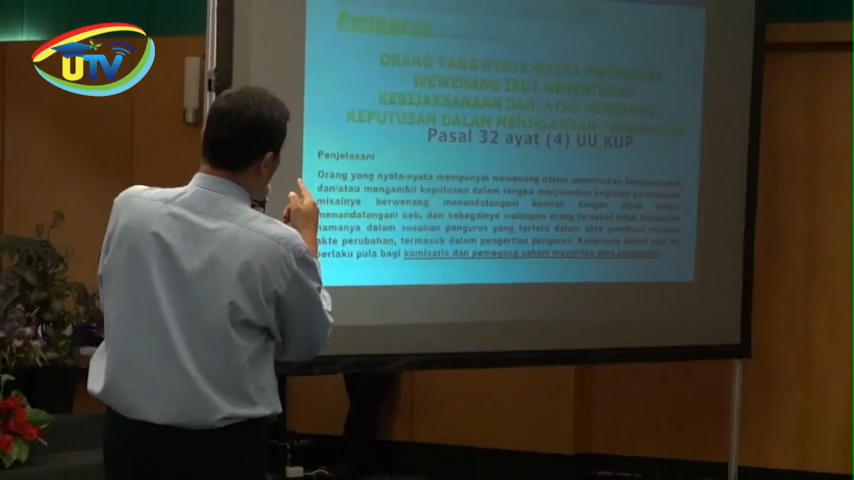 UTV
Pengurus
ORANG YANG NYATA-NYATA MEMPUNYAI
WEWENANG IKUT MENENTUKAN
KEBIJAKSANAAN DAN/ATAU MENGAMBIL
KEPUTUSAN DALAM MENJALANKAN PERUSAHAAN
Pasal 32 ayat (4) UU KUP
Penjelasam
Orang yang nyata-nyata mempunyai wewenang dalam menentukan kebijaksanaan
dan/atau mengambil keputusan dalam rangka menjalankan kegiatan perusahaan
misalnya berwenang menandatangani kontrak dengan pihak ketiga
menandatangani cek, dan sebagainya walaupun orang tersebut tidak tercantum
namanya dalam susunan pengurus yang tertera dalam akte pendirian maupun
akte perubahan, termasuk dalam pengertian pengurus. Ketentuan dalam ayat ini
berlaku pula bagi komisaris dan pemegang saham mayoritas atau pengendali